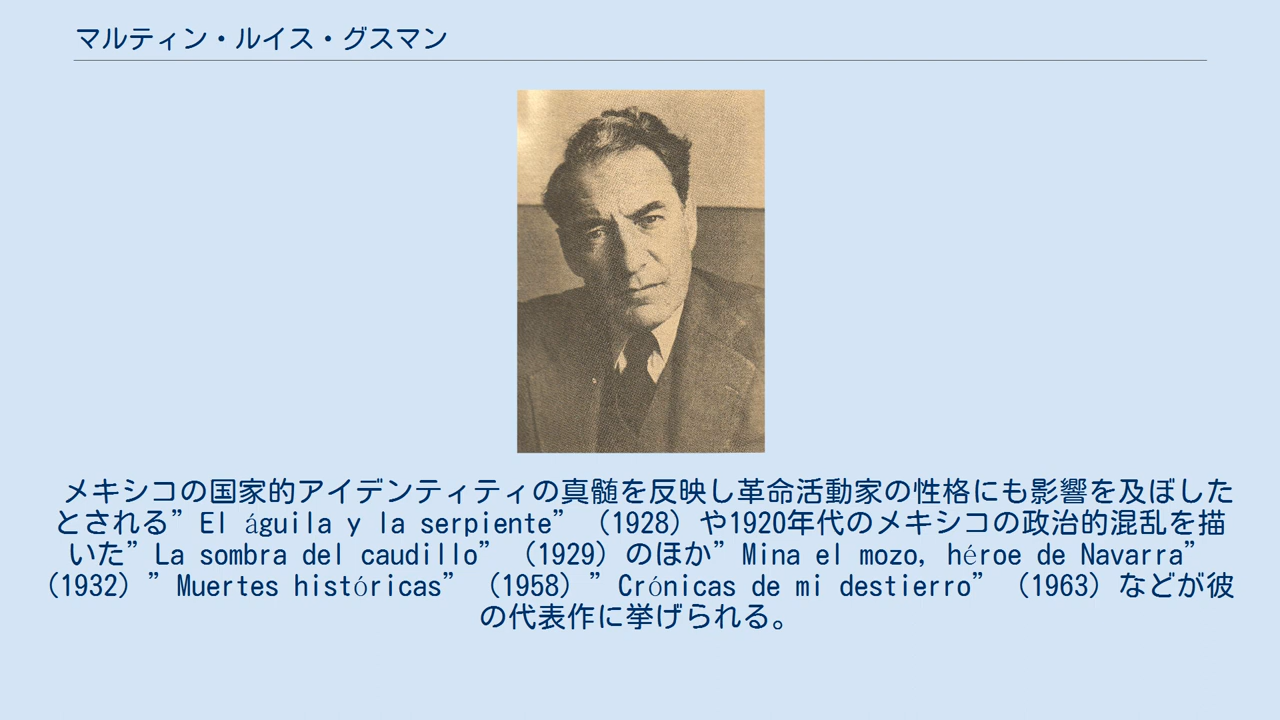 マルティン・ルイス・グスマン
メキシコの国家的アイデンティティの真髄を反映し革命活動家の性格にも影響を及ぼした
とされる”El águila y la serpiente”（1928）や1920年代のメキシコの政治的混乱を描
いた”La sombra del caudillo”（1929）のほか”Mina el mozo, héroe de Navarra”
（1932）”Muertes históricas”（1958）”Crónicas de mi destierro”（1963）などが彼
の代表作に挙げられる。